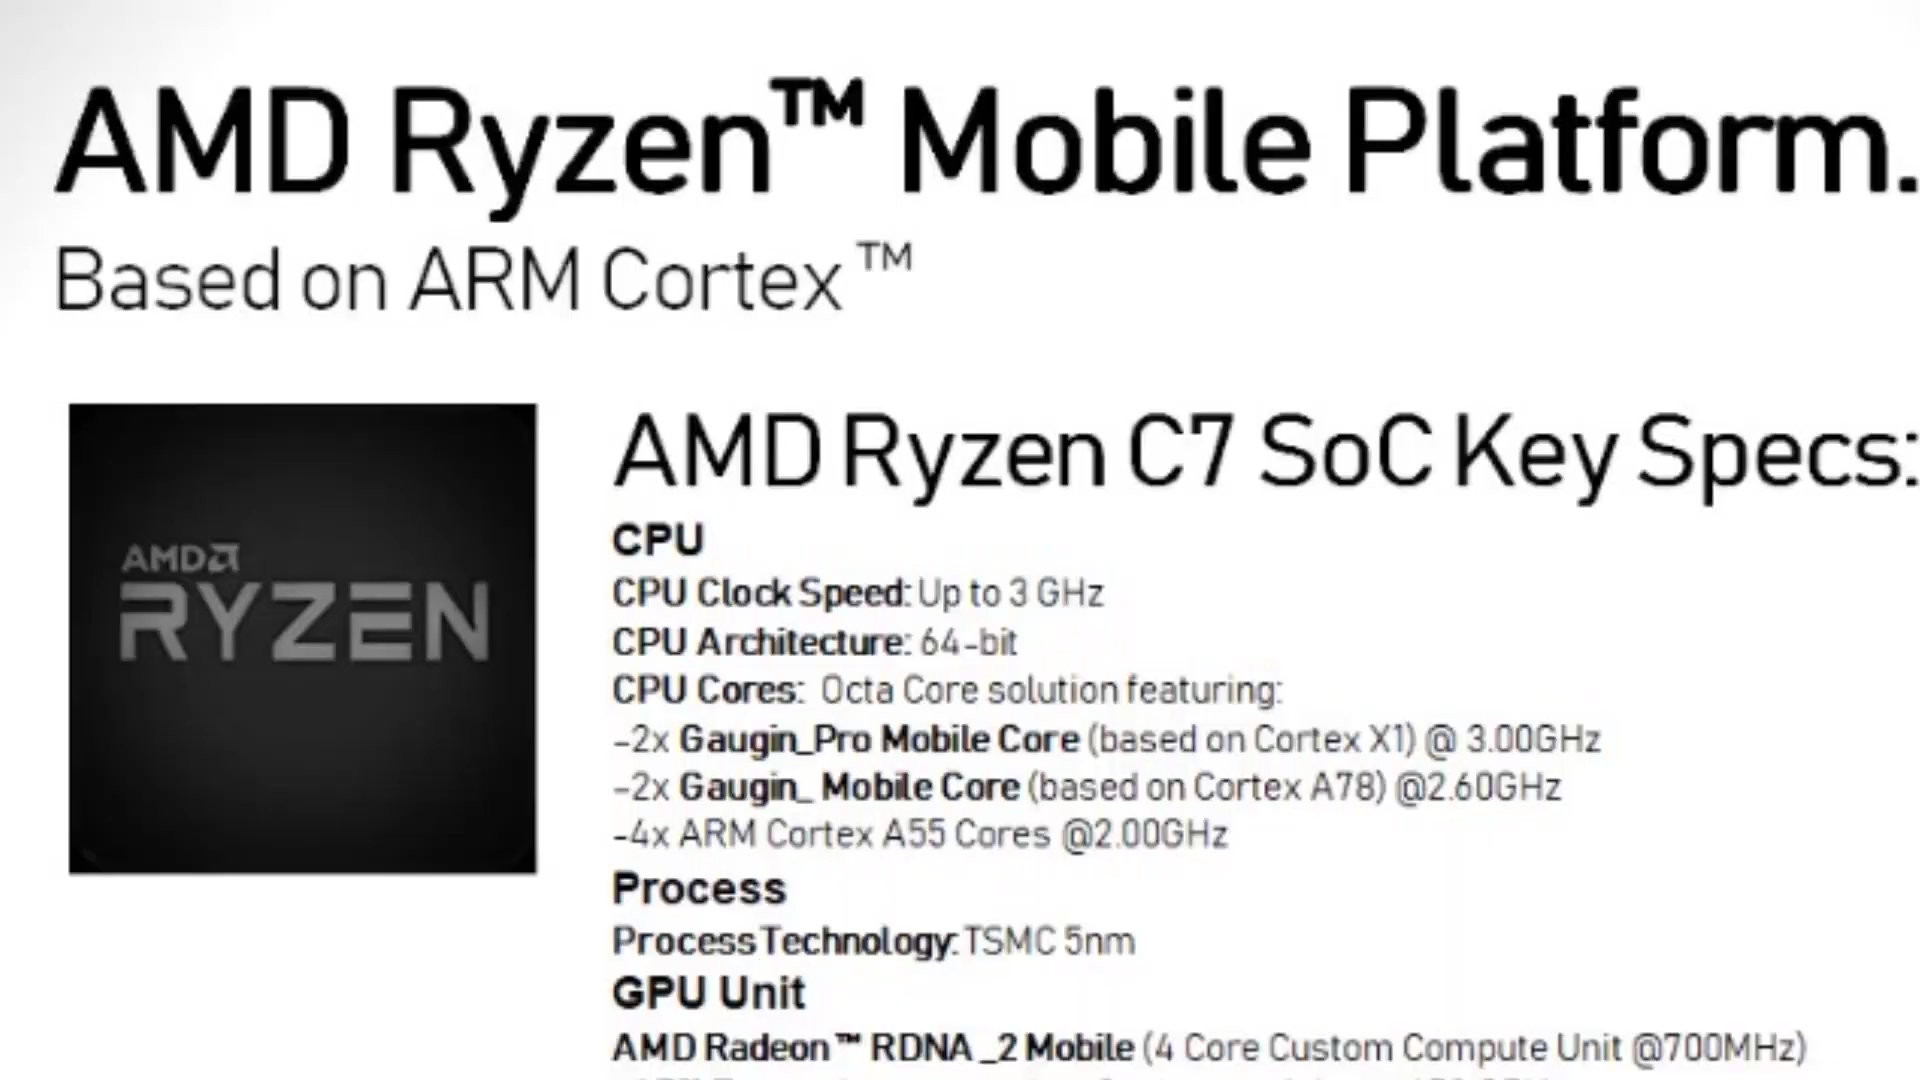 AMD Ryzen™ Mobile Platform.
Based on ARM Cortex™
AMD
RYZEN
AMD Ryzen C7 SoC Key Specs:
CPU
CPU Clock Speed: Up to 3 GHz
CPU Architecture: 64-bit
CPU Cores: Octa Core solution featuring:
-2x Gaugin_Pro Mobile Core (based on Cortex X1) @ 3.00GHz
-2x Gaugin_ Mobile Core (based on Cortex A78) @2.60GHz
-4x ARM Cortex A55 Cores @2.00GHz
Process
Process Technology: TSMC 5nm
GPU Unit
AMD Radeon™ RDNA _2 Mobile (4 Core Custom Compute Unit @700MHz)